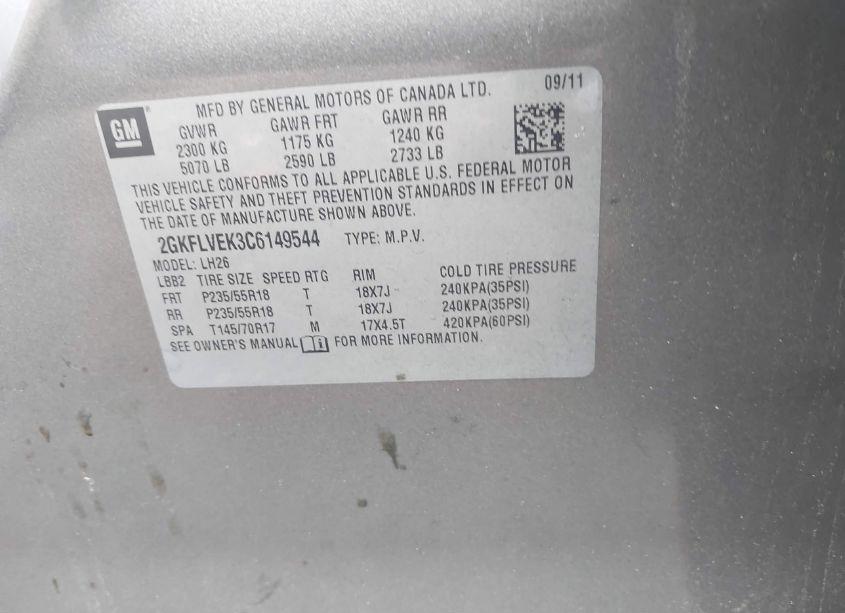 GM
MFD BY GENERAL MOTORS OF CANADA LTD. 09/11
GVWR GAWR FRT GAWR RR
2300 KG 1175 KG 1240 KG
5070 LB 2590 LB 2733 LB
THIS VEHICLE CONFORMS TO ALL APPLICABLE U.S. FEDERAL MOTOR
VEHICLE SAFETY AND THEFT PREVENTION STANDARDS IN EFFECT ON
THE DATE OF MANUFACTURE SHOWN ABOVE.
2GKFLVEK3C6149544 TYPE: M.P.V.
MODEL: LH26
LBB2 TIRE SIZE SPEED RTG RIM COLD TIRE PRESSURE
FRT P235/55R18 T 18X7J 240KPA(35PSI)
RR P235/55R18 T 18X7J 240KPA(35PSI)
SPA T145/70R17 M 17X4.5T 420KPA(60PSI)
SEE OWNER'S MANUAL FOR MORE INFORMATION.